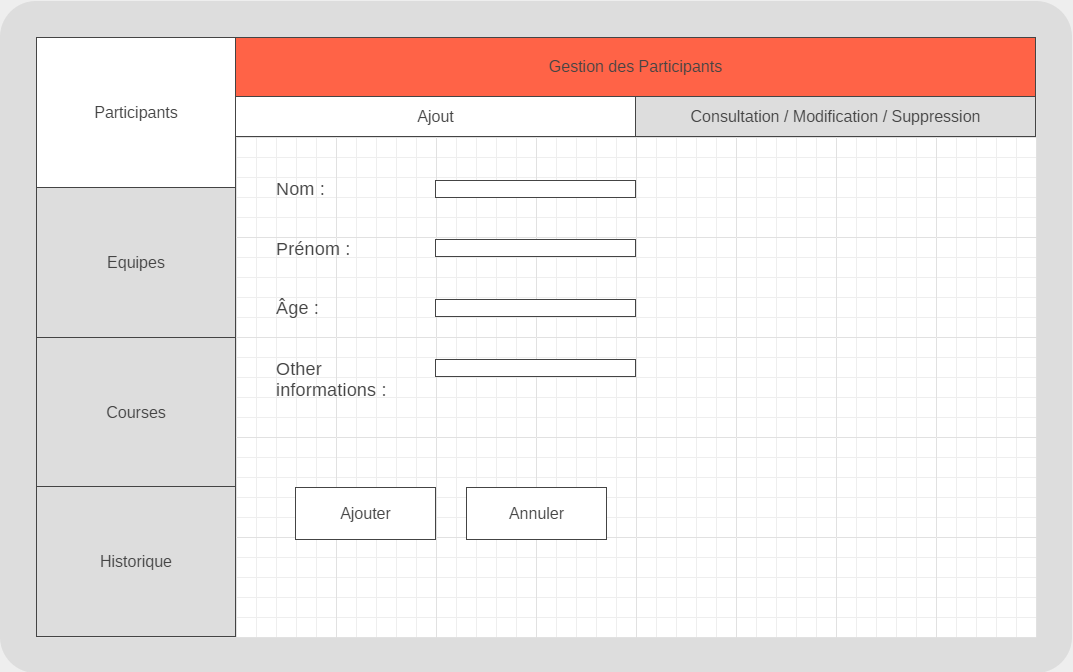 Gestion des Participants
Participants
Ajout
Consultation / Modification / Suppression
Nom :
Prénom :
Equipes
Âge :
Other
informations :
Courses
Ajouter
Annuler
Historique